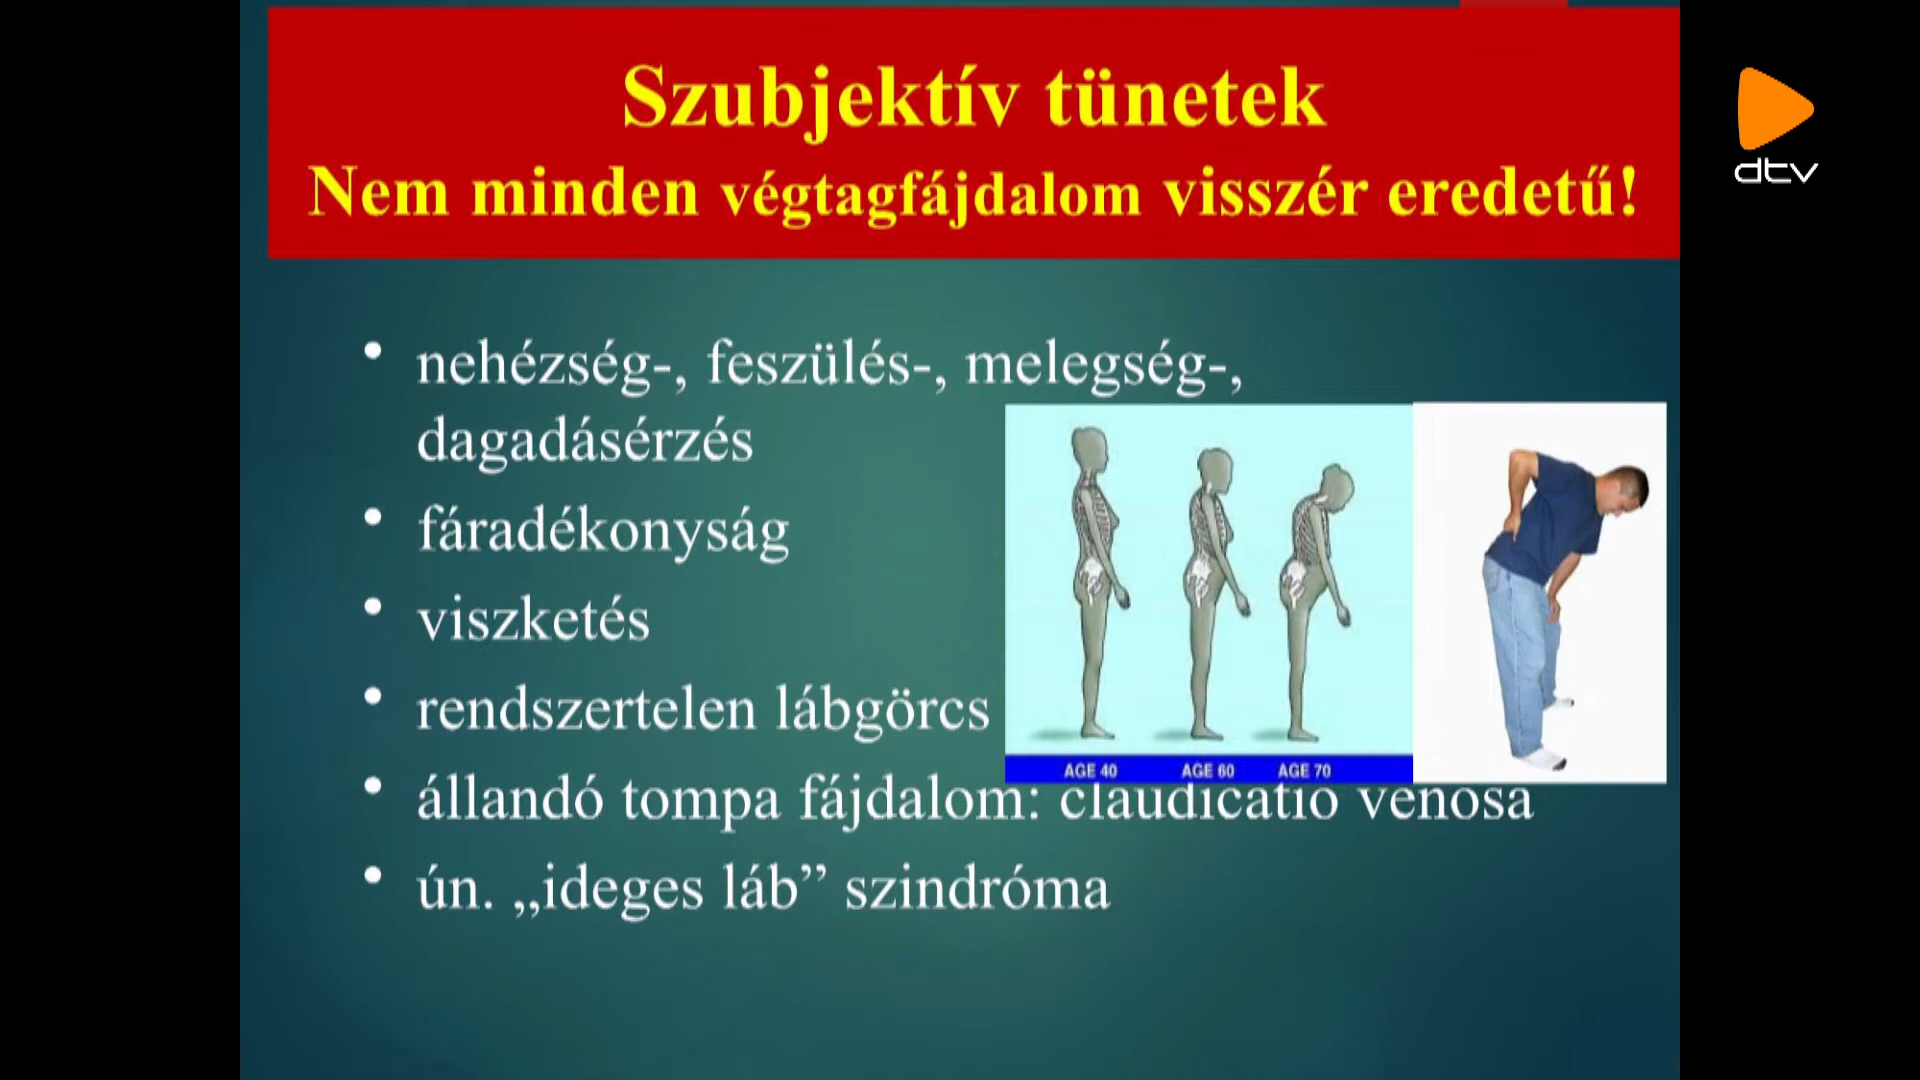 Szubjektív tünetek
Nem minden végtagfájdalom visszér eredetű!
dtv
• nehézség-, feszülés-, melegség-,
dagadásérzés
• fáradékonyság
• viszketés
• rendszertelen lábgörcs
AGE 40 AGE 60 AGE 70
• állandó tompa fájdalom: claudicatio venosa
• ún. „ideges láb” szindróma